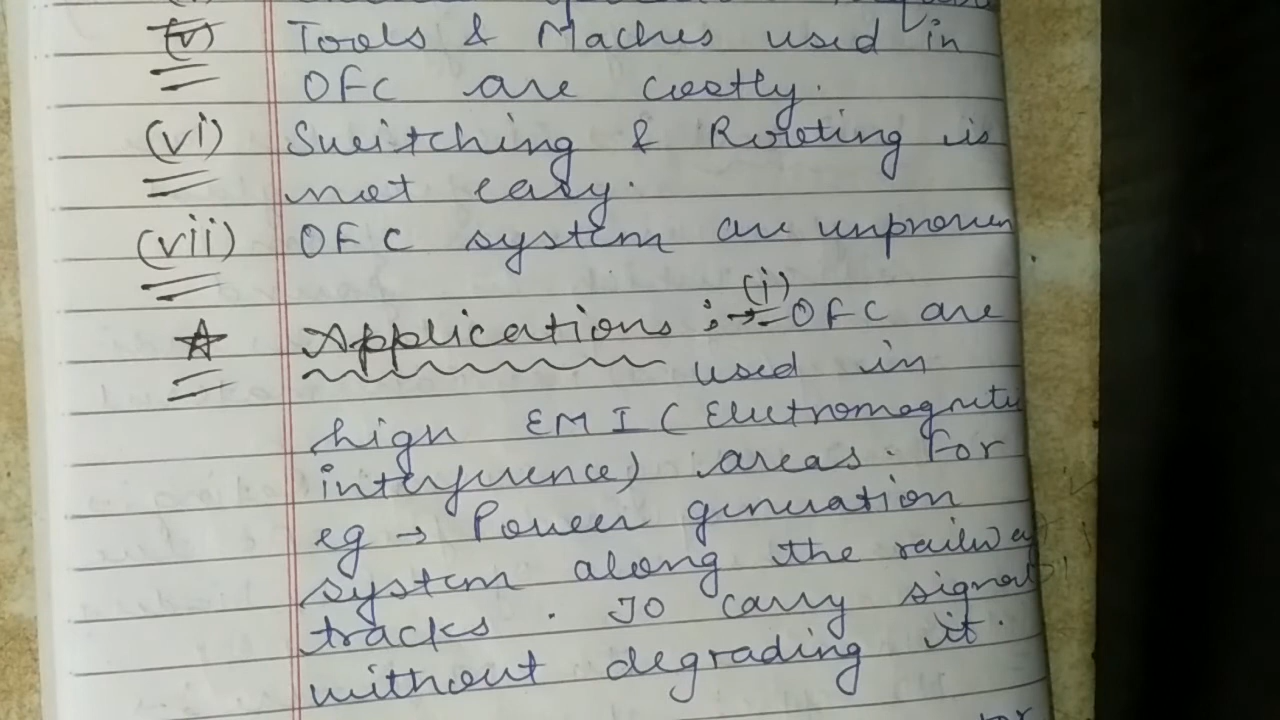 (v) Tools & Maches used in
OFC are costly.
(vi) Switching & Routing is
not easy.
(vii) OFC system are unproven
Applications :→ (i) OFC are
used in
high EMI (Eletromagneti
interference) areas. For
eg → Power generation
system along the railway
tracks. To carry signal
without degrading it.